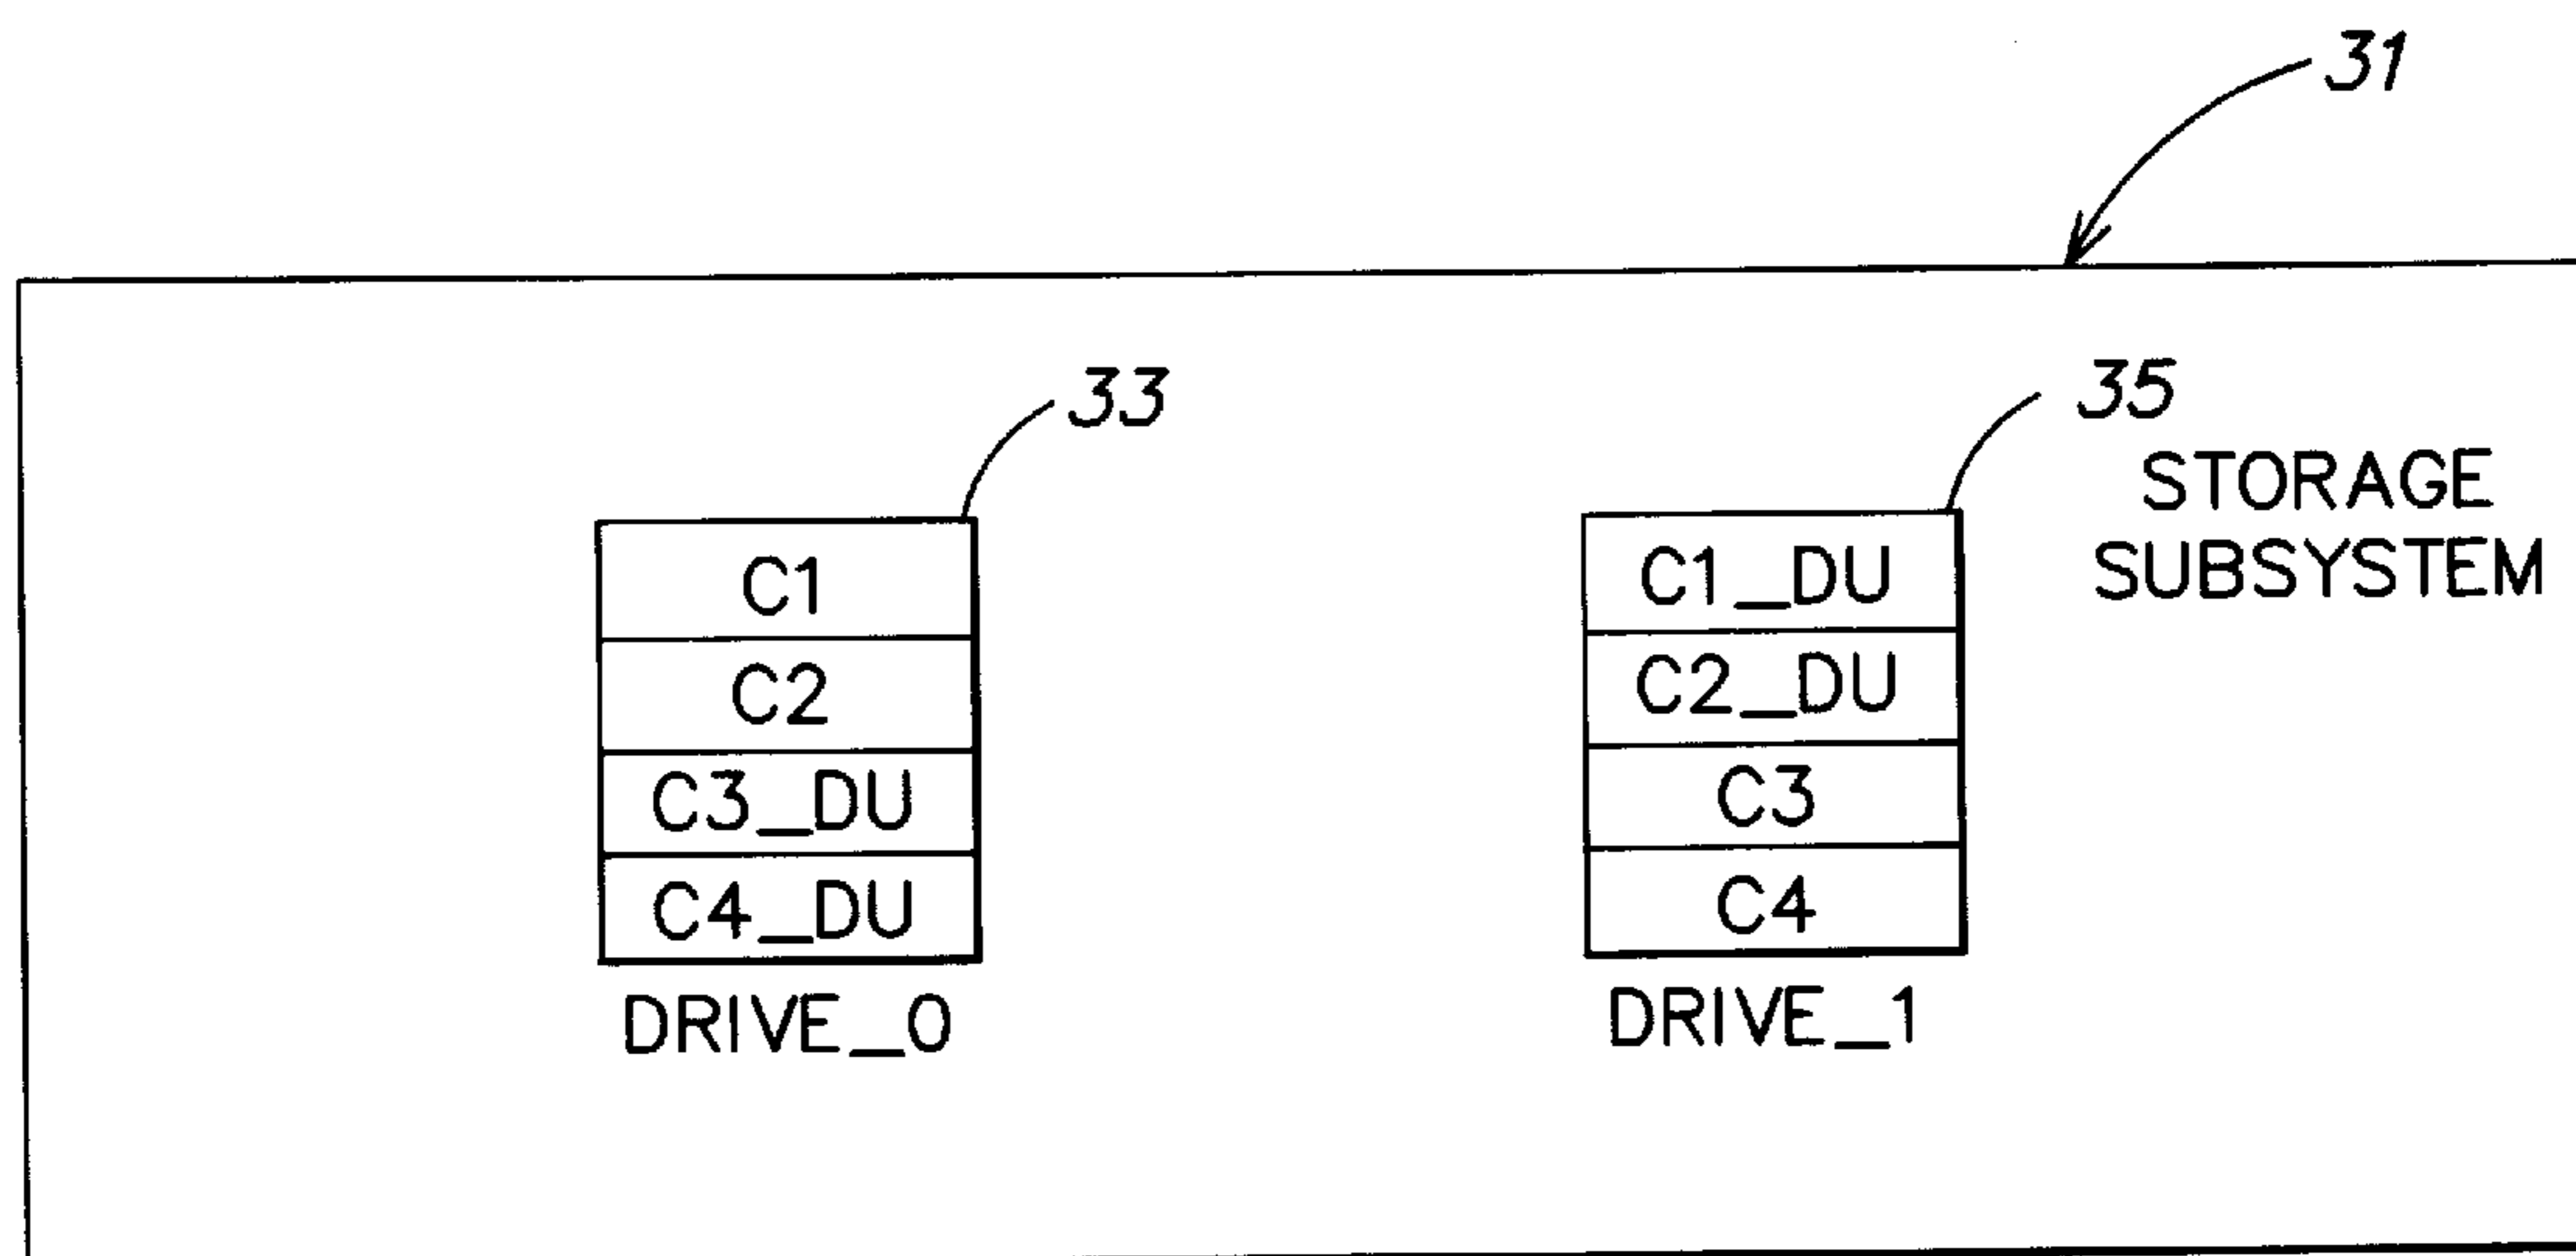 31
33
35
STORAGE
SUBSYSTEM
C1
C2
C3_DU
C4_DU
DRIVE_0
C1_DU
C2_DU
C3
C4
DRIVE_1